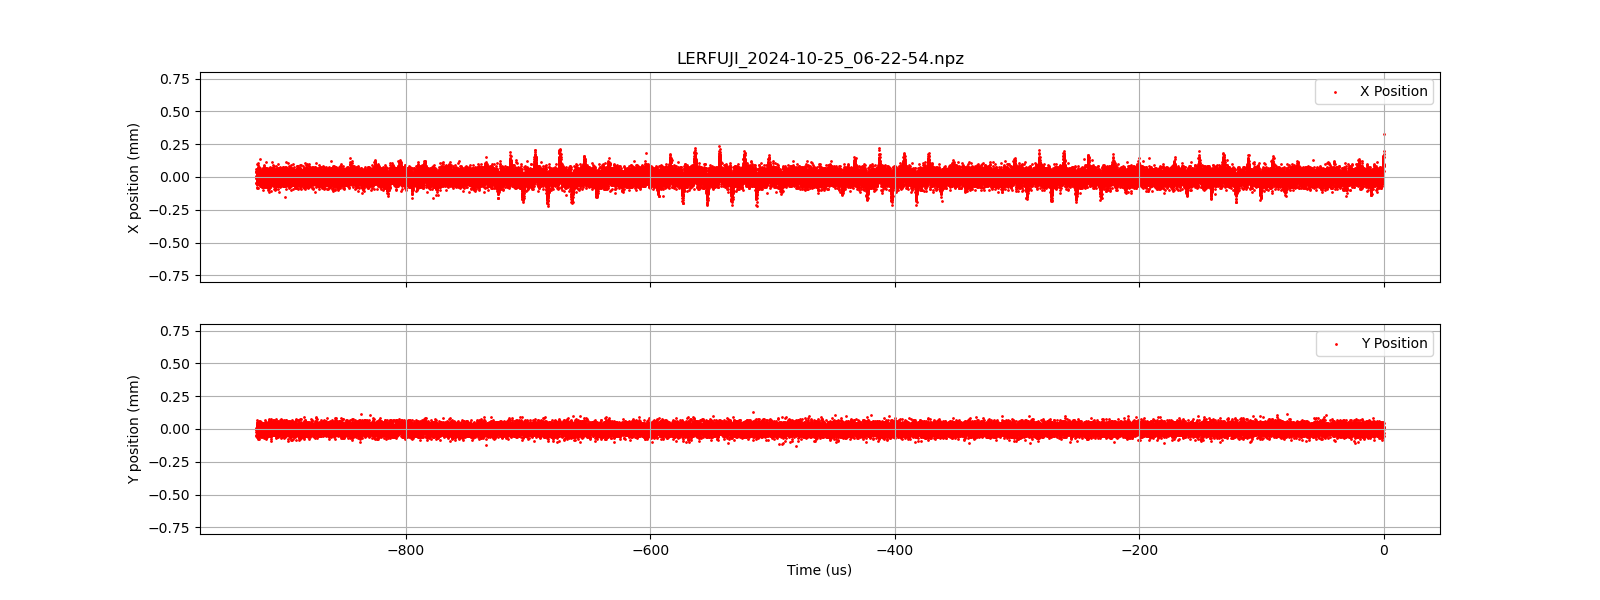 LERFUJI_2024-10-25_06-22-54.npz
X position (mm)
0.75
0.50
0.25
0.00
−0.25
−0.50
−0.75
X Position
Y position (mm)
0.75
0.50
0.25
0.00
−0.25
−0.50
−0.75
Y Position
−800 −600 −400 −200 0
Time (us)